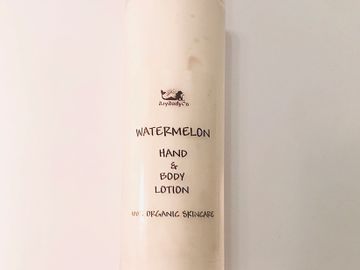 WATERMELON
HAND
&
BODY
LOTION
ORGANIC SKINCARE